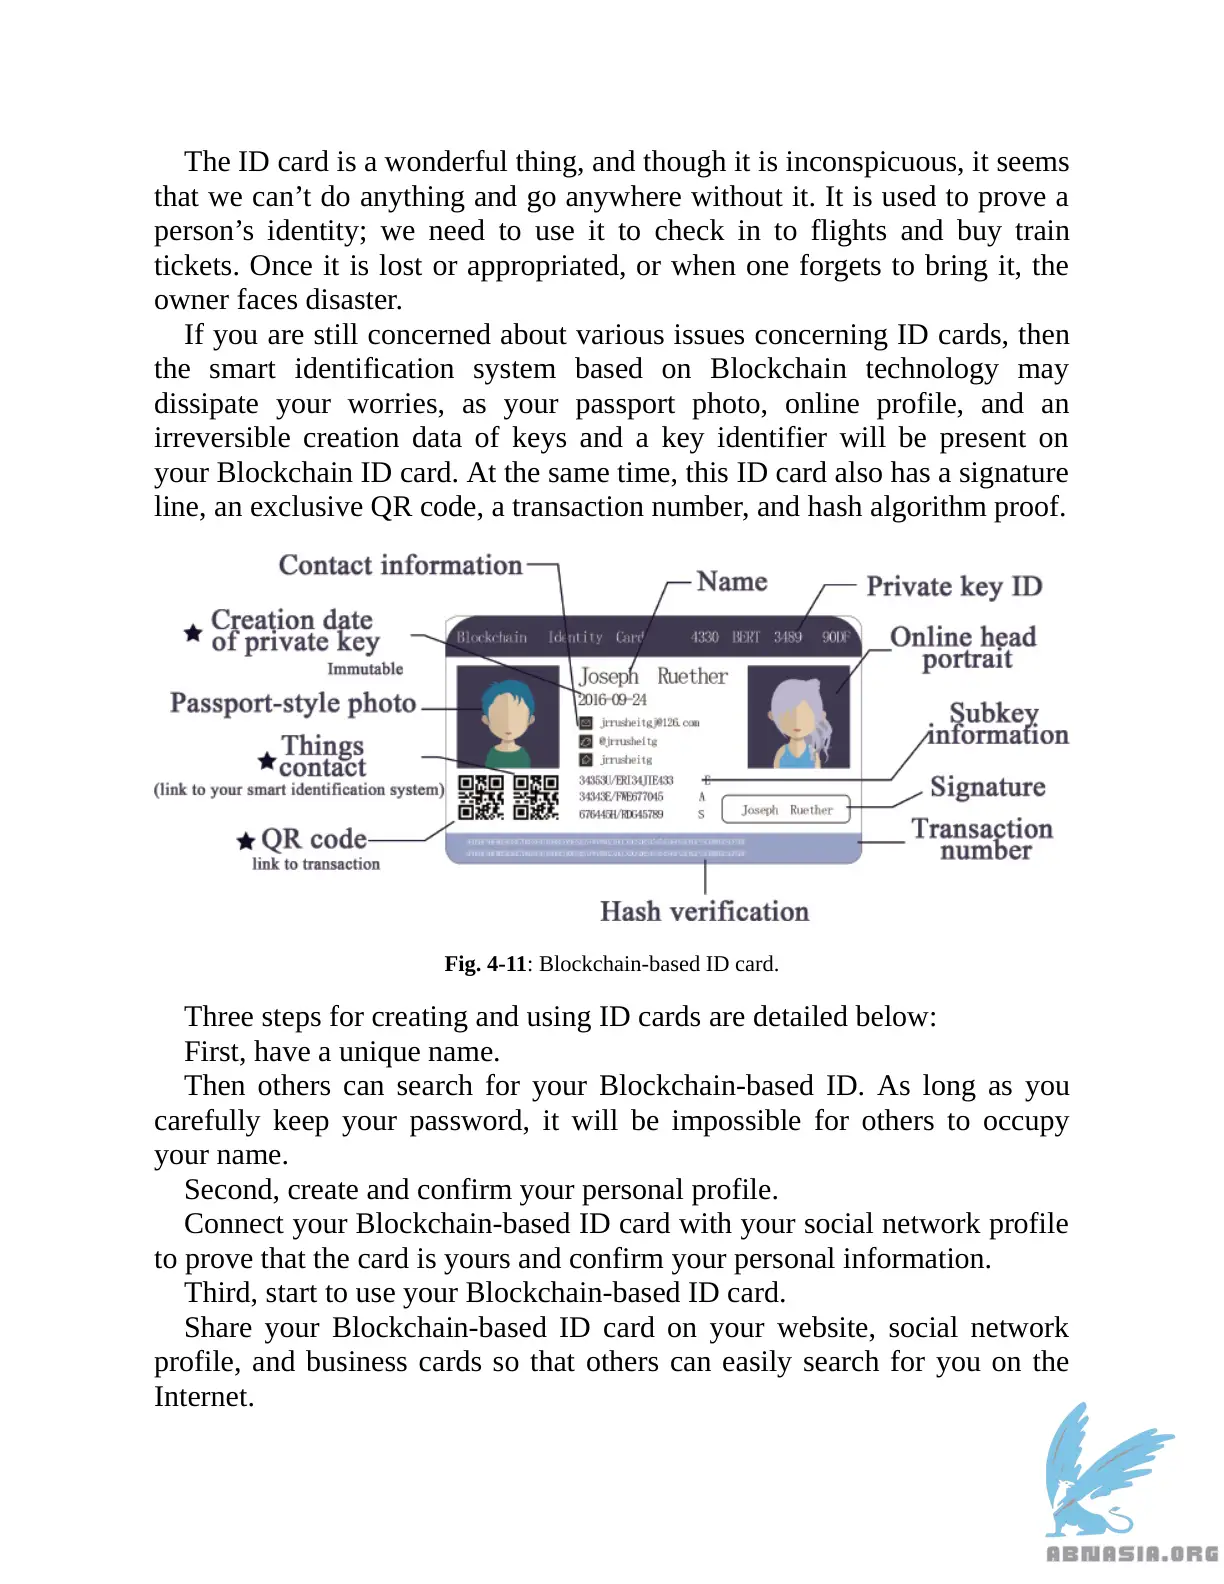 The ID card is a wonderful thing, and though it is inconspicuous, it seems
that we can’t do anything and go anywhere without it. It is used to prove a
person’s identity; we need to use it to check in to flights and buy train
tickets. Once it is lost or appropriated, or when one forgets to bring it, the
owner faces disaster.
If you are still concerned about various issues concerning ID cards, then
the smart identification system based on Blockchain technology may
dissipate your worries, as your passport photo, online profile, and an
irreversible creation data of keys and a key identifier will be present on
your Blockchain ID card. At the same time, this ID card also has a signature
line, an exclusive QR code, a transaction number, and hash algorithm proof.
Contact information
Name
Private key ID
Creation date
of private key
Immutable
Passport-style photo
Things
contact
(link to your smart identification system)
QR code
link to transaction
Blockchain Identity Card 4330 BERT 3489 90DF
Joseph Ruether
2016-09-24
jrrusheitgj@126.com
@jrrusheitg
jrrusheitg
34353U/ERI34JIE433 E
34343E/FWE677045 A
676445H/RDG45789 S
Joseph Ruether
Online head
portrait
Subkey
information
Signature
Transaction
number
Hash verification
Fig. 4-11: Blockchain-based ID card.
Three steps for creating and using ID cards are detailed below:
First, have a unique name.
Then others can search for your Blockchain-based ID. As long as you
carefully keep your password, it will be impossible for others to occupy
your name.
Second, create and confirm your personal profile.
Connect your Blockchain-based ID card with your social network profile
to prove that the card is yours and confirm your personal information.
Third, start to use your Blockchain-based ID card.
Share your Blockchain-based ID card on your website, social network
profile, and business cards so that others can easily search for you on the
Internet.
ABNASIA.ORG